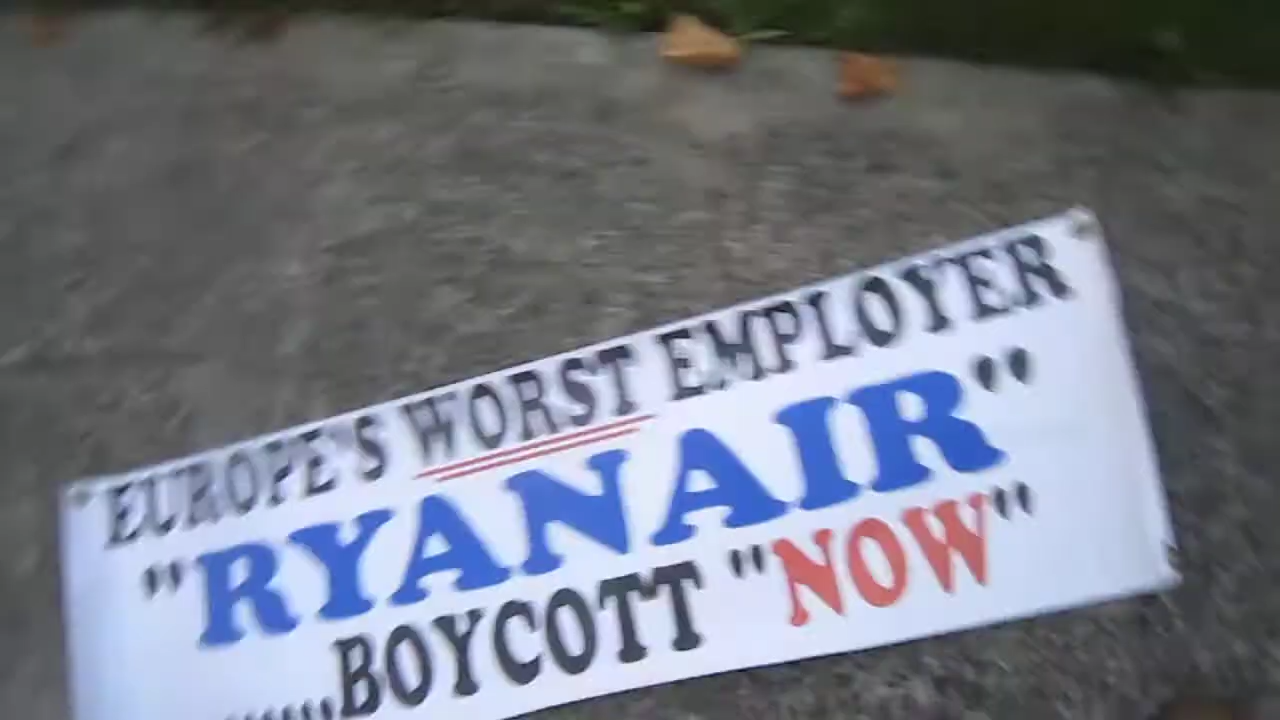 EUROPE'S WORST EMPLOYER
"RYANAIR"
.......BOYCOTT "NOW"